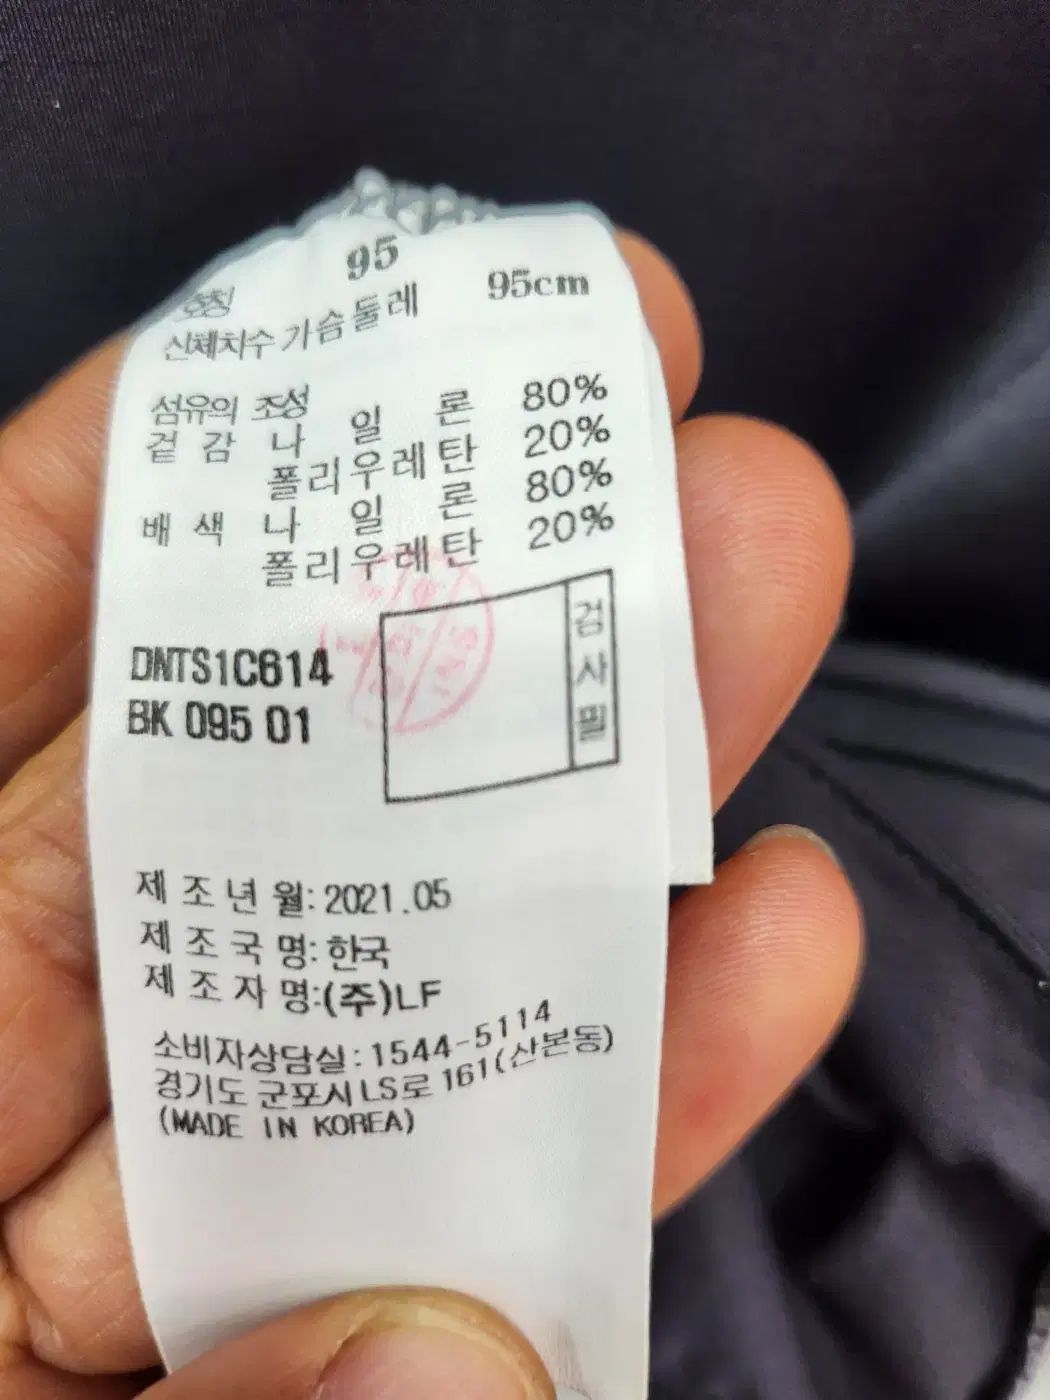 호칭 95
신체치수 가슴둘레 95cm
섬유의 조성
겉감 나일론 80%
폴리우레탄 20%
배색 나일론 80%
폴리우레탄 20%
검사필
DNTS1C614
BK 095 01
제조년월: 2021.05
제조국명: 한국
제조자명:(주)LF
소비자상담실: 1544-5114
경기도 군포시 LS로 161(산본동)
(MADE IN KOREA)